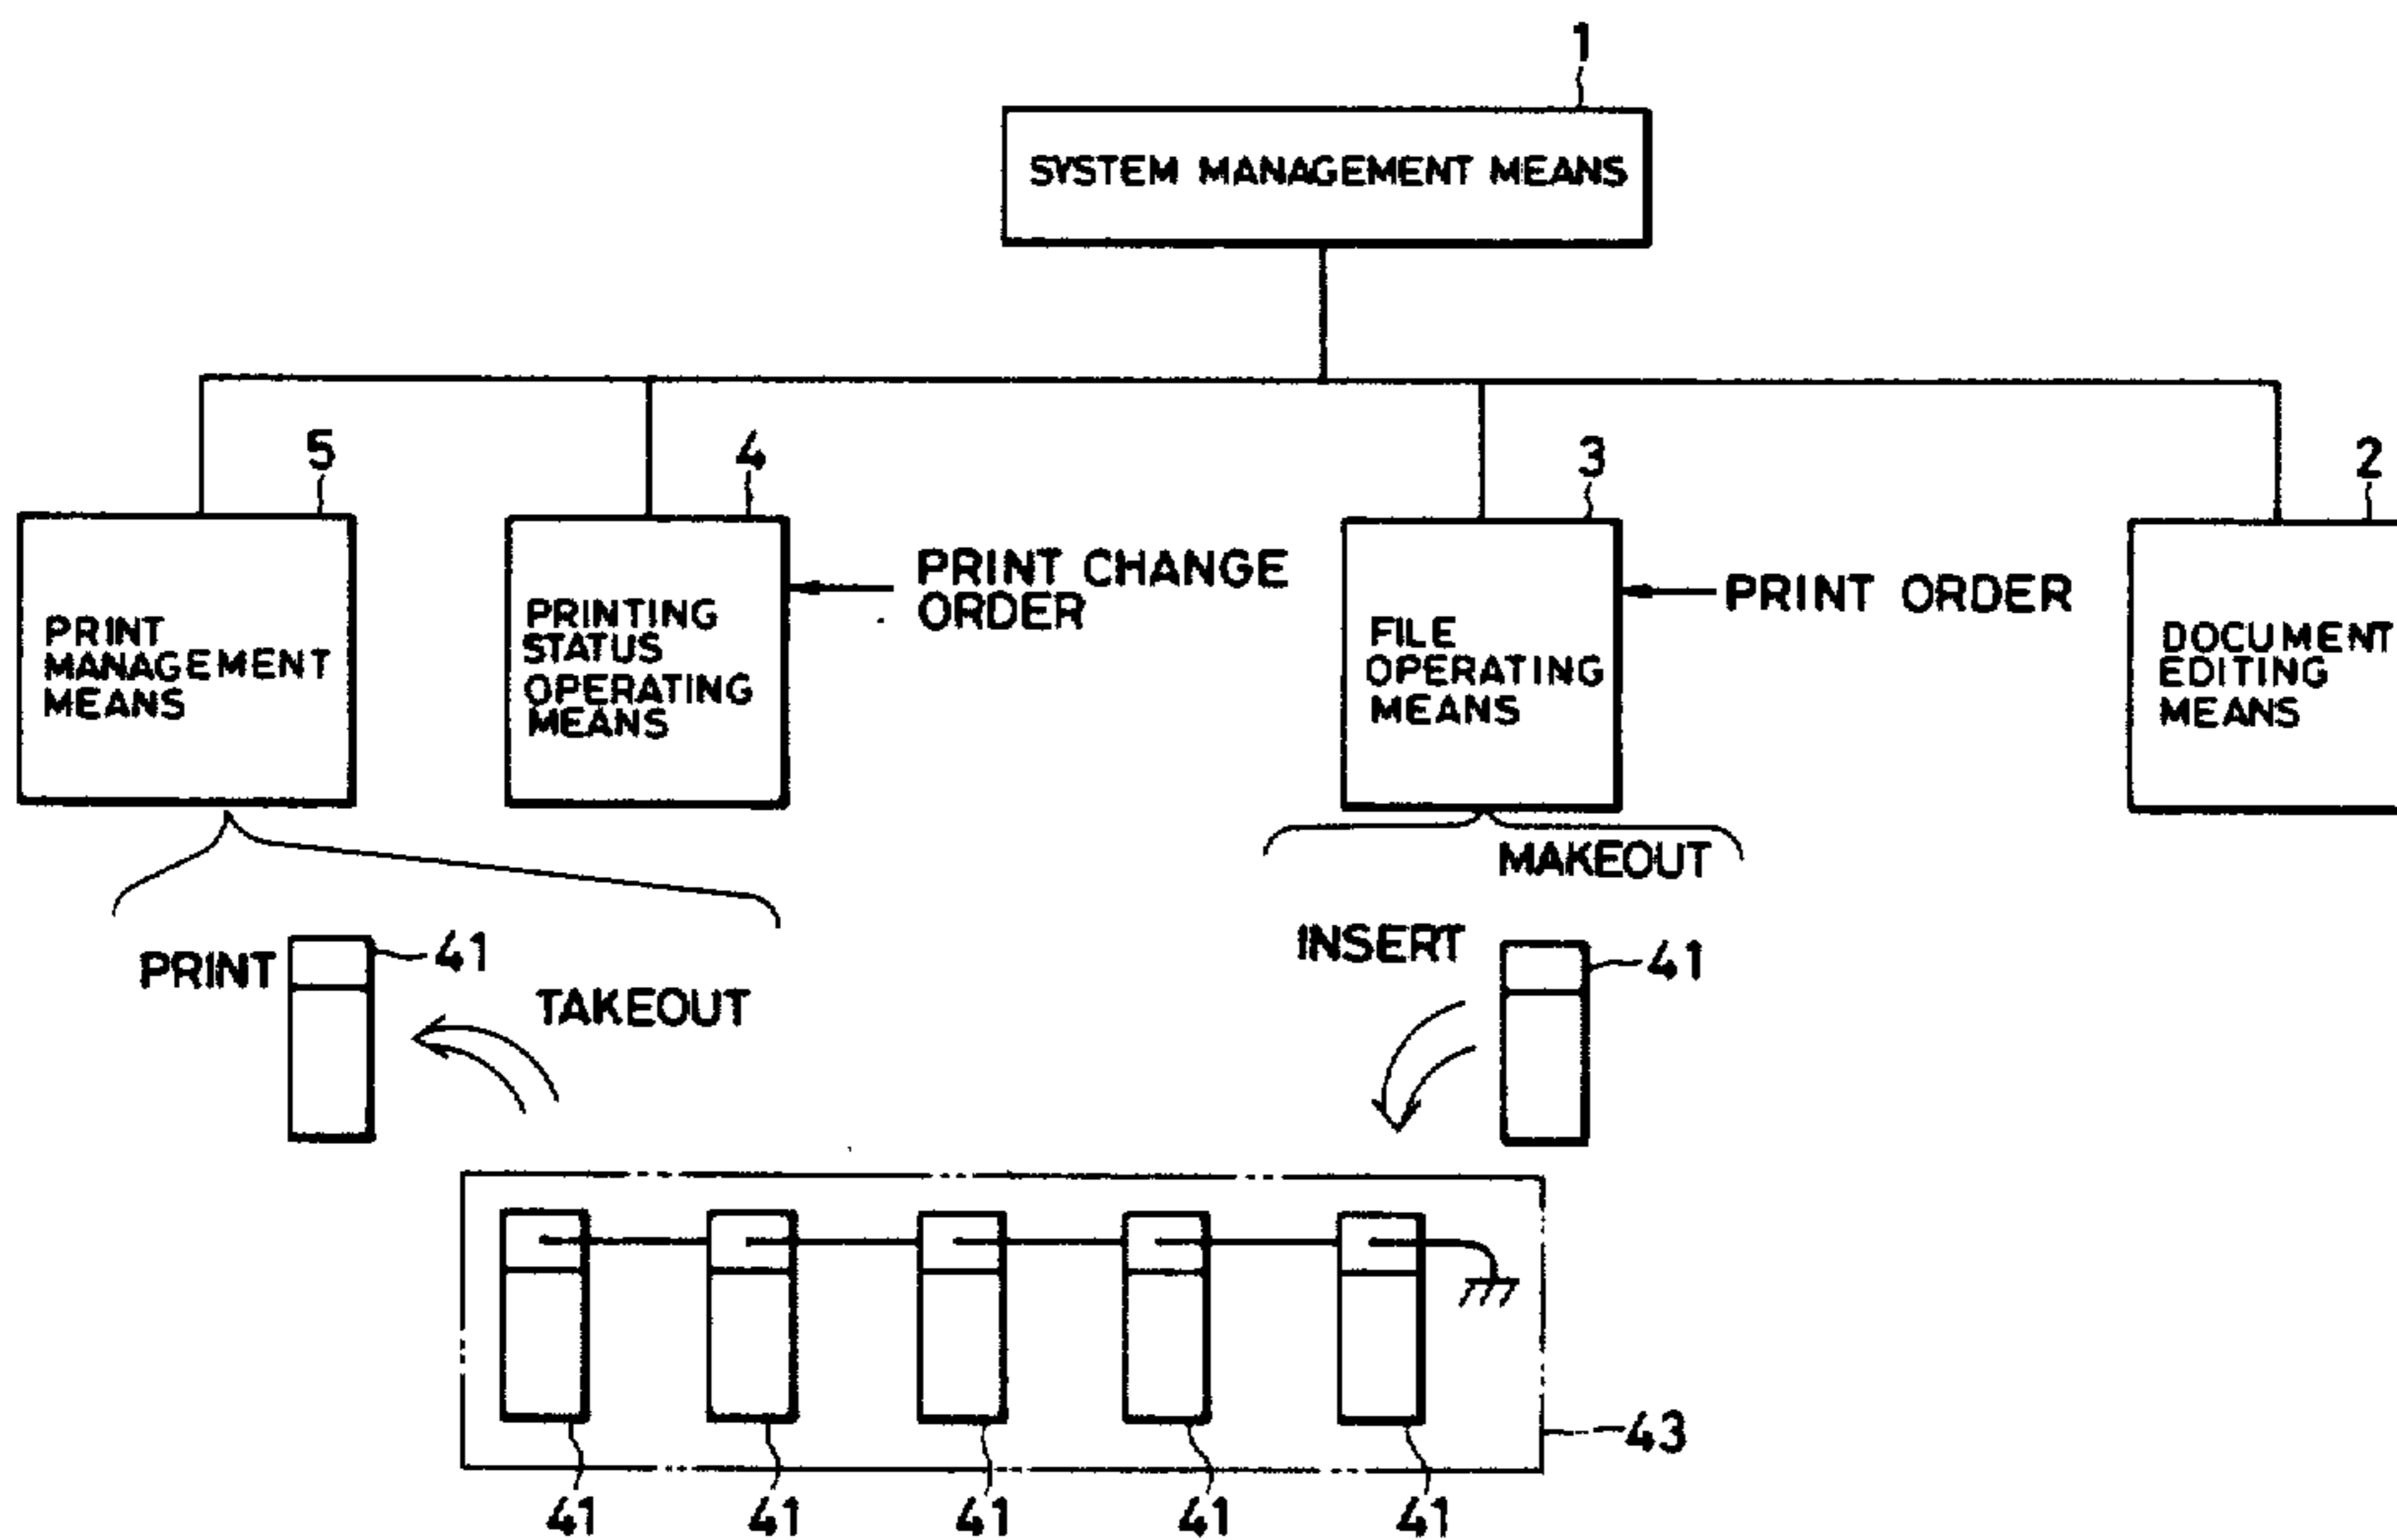 1
SYSTEM MANAGEMENT MEANS
5
4
3
2
PRINT
MANAGEMENT
MEANS
PRINTING
STATUS
OPERATING
MEANS
PRINT CHANGE
ORDER
FILE
OPERATING
MEANS
PRINT ORDER
DOCUMENT
EDITING
MEANS
MAKEOUT
PRINT
41
TAKEOUT
INSERT
41
43
41
41
41
41
41